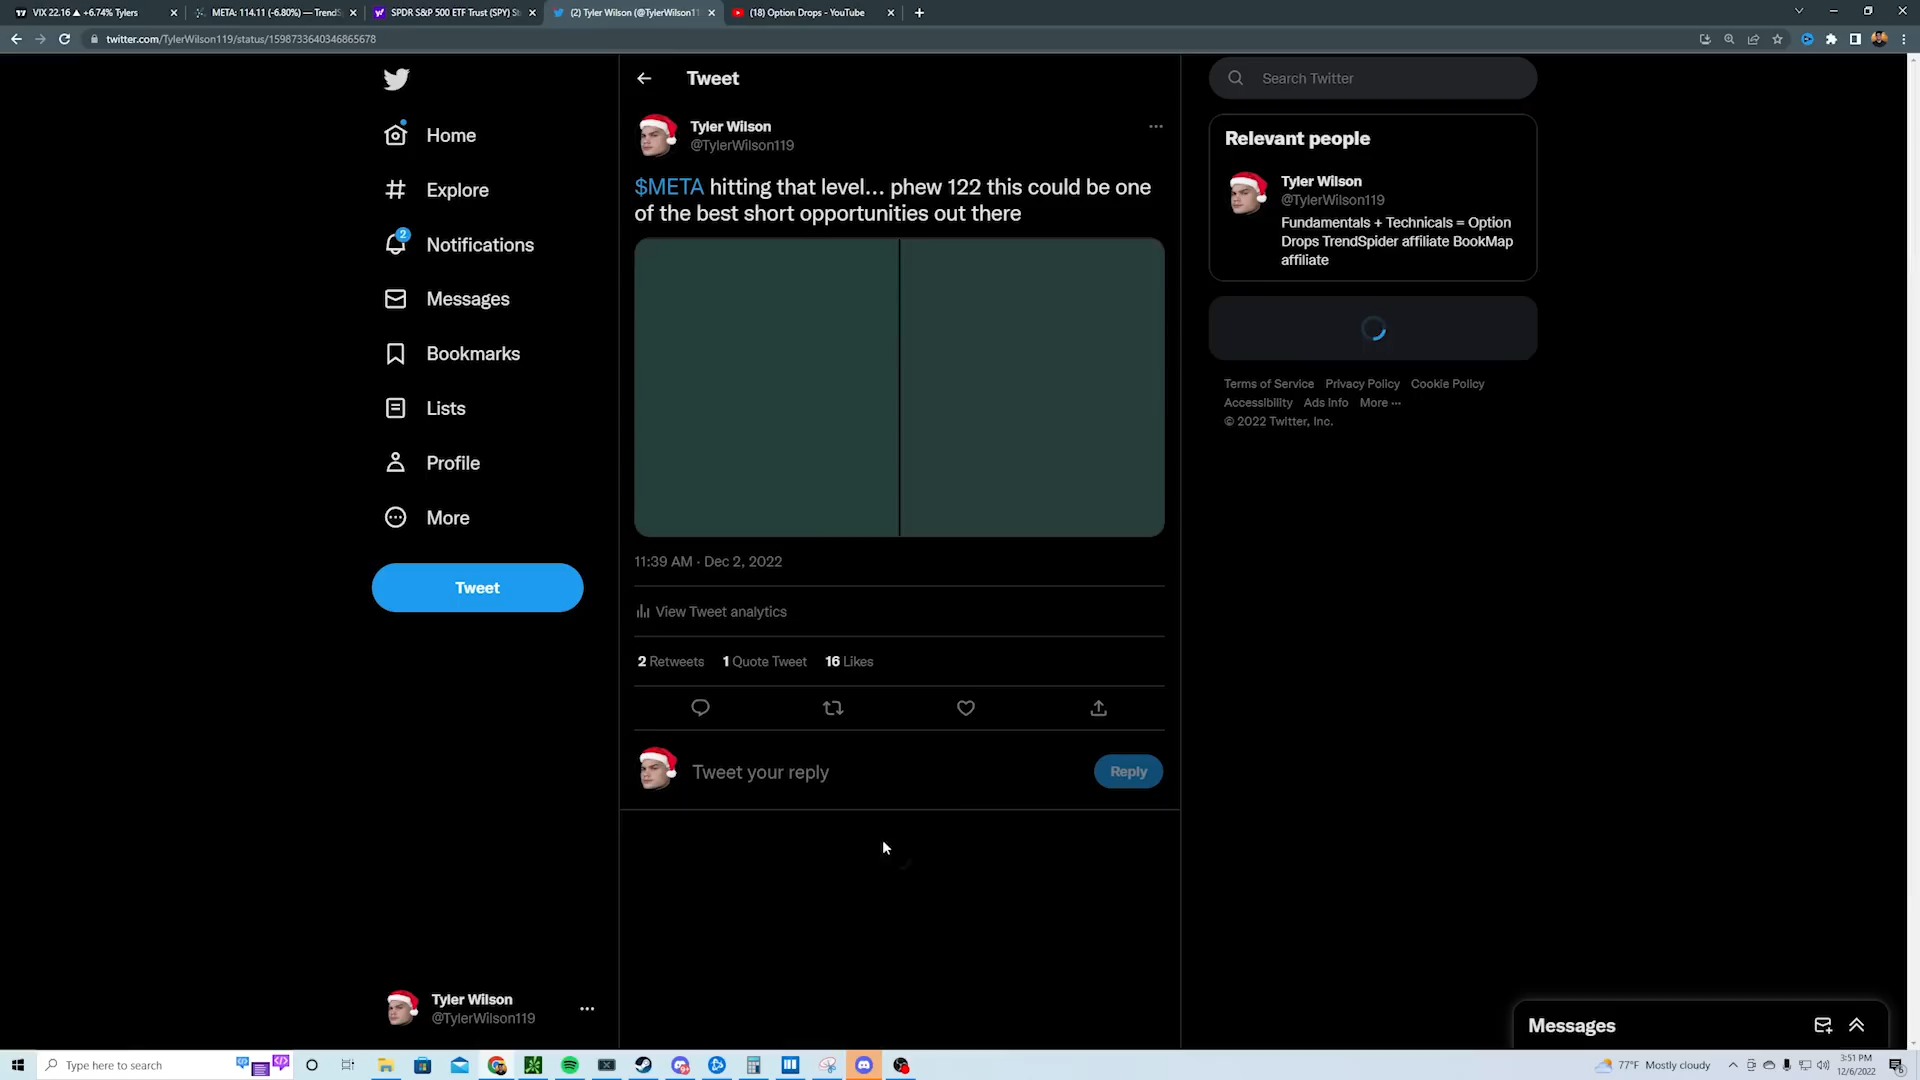 VIX 22.16 ▲ +6.74% Tylers
META: 114.11 (-6.80%) — TrendS
SPDR S&P 500 ETF Trust (SPY) S
(2) Tyler Wilson (@TylerWilson11
(18) Option Drops - YouTube
twitter.com/TylerWilson119/status/1598733640346865678
Home
Explore
2
Notifications
Messages
Bookmarks
Lists
Profile
More
Tweet
Tyler Wilson
@TylerWilson119
Tweet
Tyler Wilson
@TylerWilson119
$META hitting that level... phew 122 this could be one
of the best short opportunities out there
11:39 AM · Dec 2, 2022
View Tweet analytics
2 Retweets 1 Quote Tweet 16 Likes
Tweet your reply
Reply
Search Twitter
Relevant people
Tyler Wilson
@TylerWilson119
Fundamentals + Technicals = Option
Drops TrendSpider affiliate BookMap
affiliate
Terms of Service Privacy Policy Cookie Policy
Accessibility Ads info More ···
© 2022 Twitter, Inc.
Messages
Type here to search
77°F Mostly cloudy
3:51 PM
12/6/2022